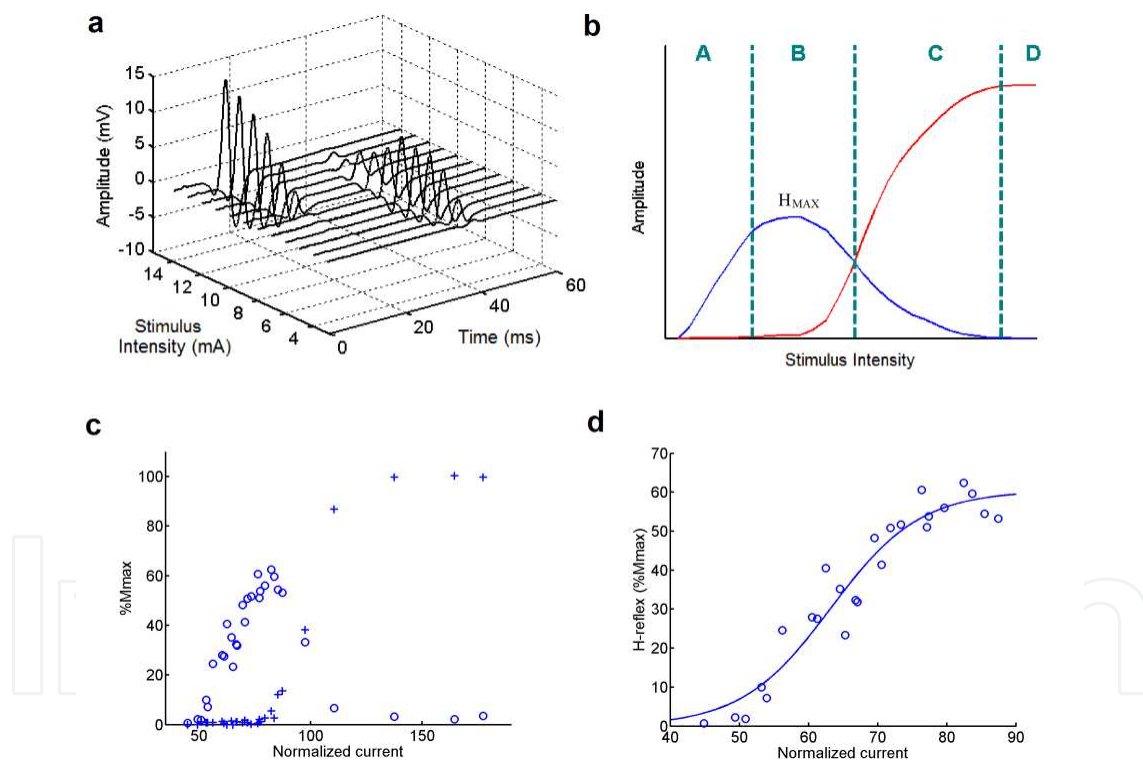 a
15
10
5
0
-5
-10
Amplitude (mV)
14
12
10
8
6
4
Stimulus
Intensity (mA)
0
20
40
60
Time (ms)
b
A B C D
H_MAX
Amplitude
Stimulus Intensity
c
100
80
60
40
20
0
%Mmax
50 100 150
Normalized current
d
70
60
50
40
30
20
10
0
H-reflex (%Mmax)
40 50 60 70 80 90
Normalized current